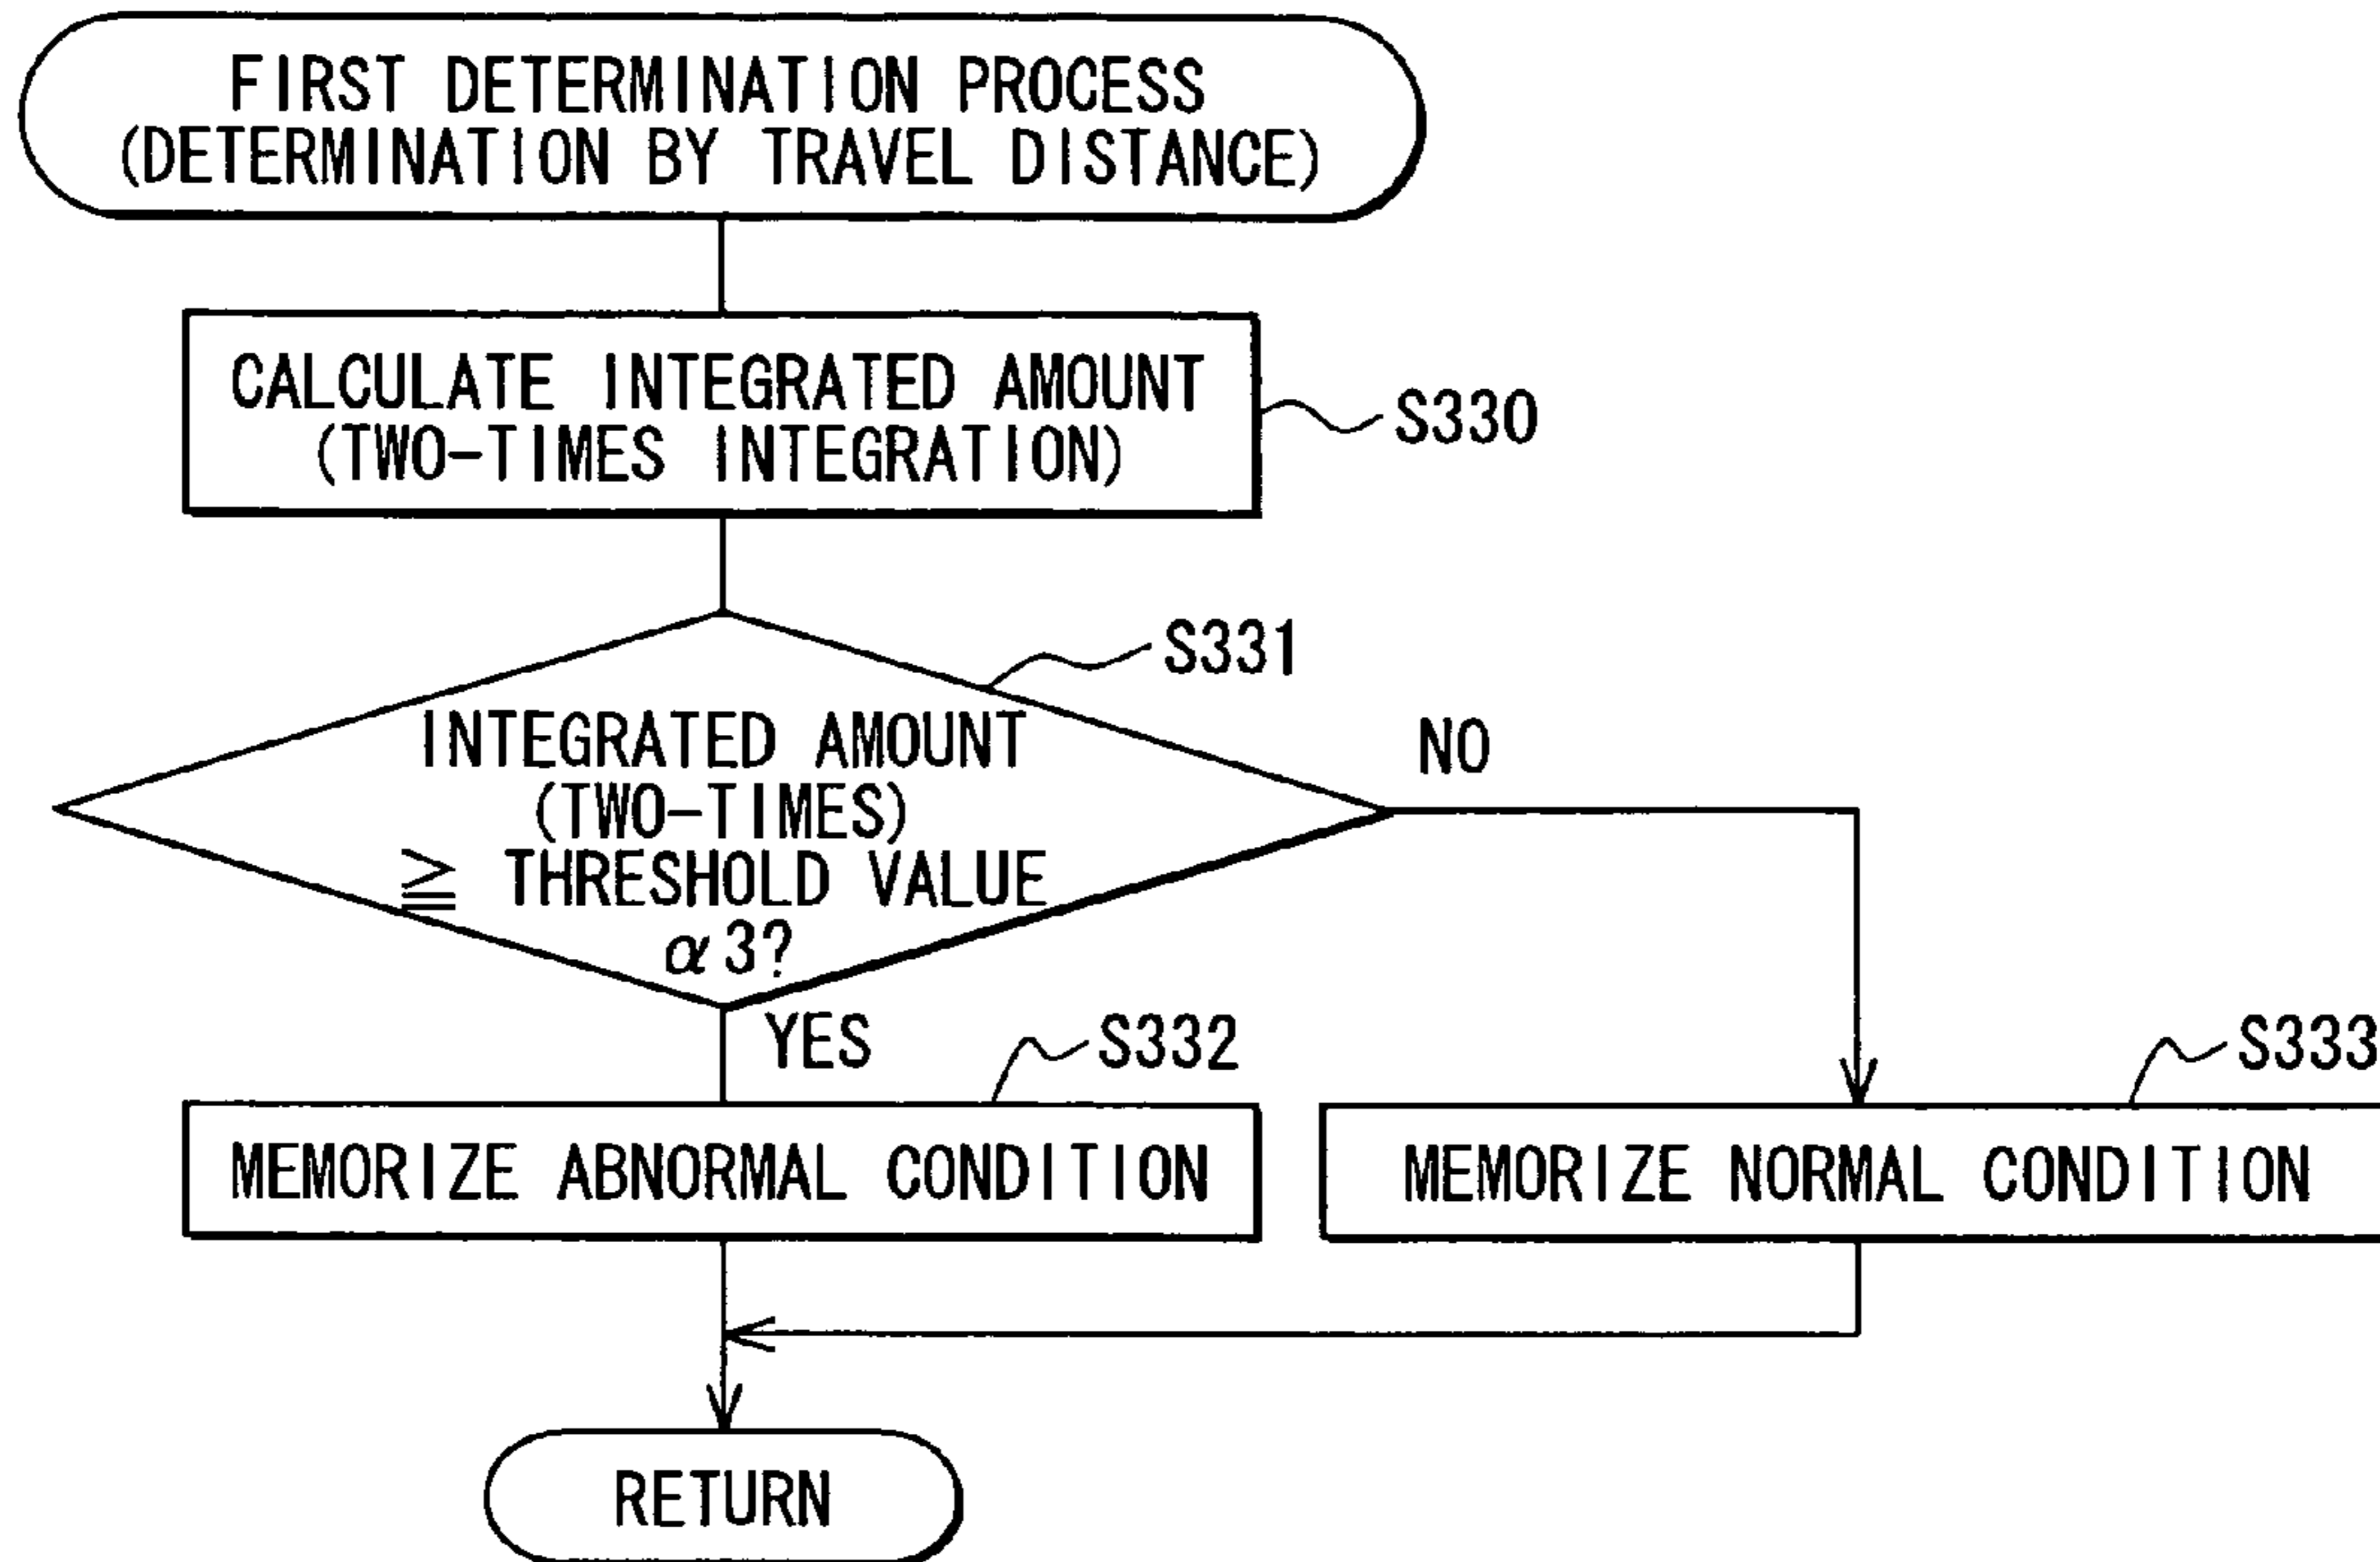 FIRST DETERMINATION PROCESS
(DETERMINATION BY TRAVEL DISTANCE)
CALCULATE INTEGRATED AMOUNT
(TWO-TIMES INTEGRATION)
S330
S331
INTEGRATED AMOUNT
(TWO-TIMES)
≧ THRESHOLD VALUE
α3?
NO
YES
S332
S333
MEMORIZE ABNORMAL CONDITION
MEMORIZE NORMAL CONDITION
RETURN